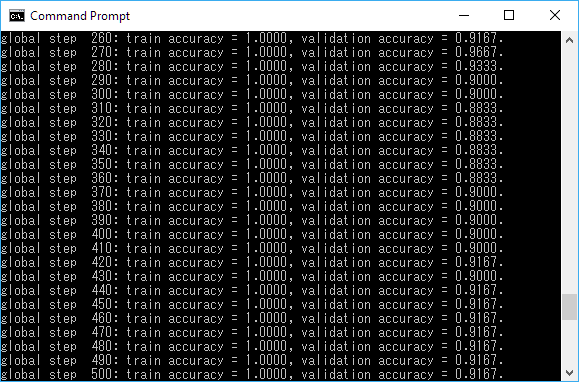 Command Prompt
global step  260: train accuracy = 1.0000, validation accuracy = 0.9167.
global step  270: train accuracy = 1.0000, validation accuracy = 0.9667.
global step  280: train accuracy = 1.0000, validation accuracy = 0.9333.
global step  290: train accuracy = 1.0000, validation accuracy = 0.9000.
global step  300: train accuracy = 1.0000, validation accuracy = 0.9000.
global step  310: train accuracy = 1.0000, validation accuracy = 0.8833.
global step  320: train accuracy = 1.0000, validation accuracy = 0.8833.
global step  330: train accuracy = 1.0000, validation accuracy = 0.8833.
global step  340: train accuracy = 1.0000, validation accuracy = 0.8833.
global step  350: train accuracy = 1.0000, validation accuracy = 0.8833.
global step  360: train accuracy = 1.0000, validation accuracy = 0.8833.
global step  370: train accuracy = 1.0000, validation accuracy = 0.9000.
global step  380: train accuracy = 1.0000, validation accuracy = 0.9000.
global step  390: train accuracy = 1.0000, validation accuracy = 0.9000.
global step  400: train accuracy = 1.0000, validation accuracy = 0.9000.
global step  410: train accuracy = 1.0000, validation accuracy = 0.9000.
global step  420: train accuracy = 1.0000, validation accuracy = 0.9167.
global step  430: train accuracy = 1.0000, validation accuracy = 0.9000.
global step  440: train accuracy = 1.0000, validation accuracy = 0.9167.
global step  450: train accuracy = 1.0000, validation accuracy = 0.9167.
global step  460: train accuracy = 1.0000, validation accuracy = 0.9167.
global step  470: train accuracy = 1.0000, validation accuracy = 0.9167.
global step  480: train accuracy = 1.0000, validation accuracy = 0.9167.
global step  490: train accuracy = 1.0000, validation accuracy = 0.9167.
global step  500: train accuracy = 1.0000, validation accuracy = 0.9167.